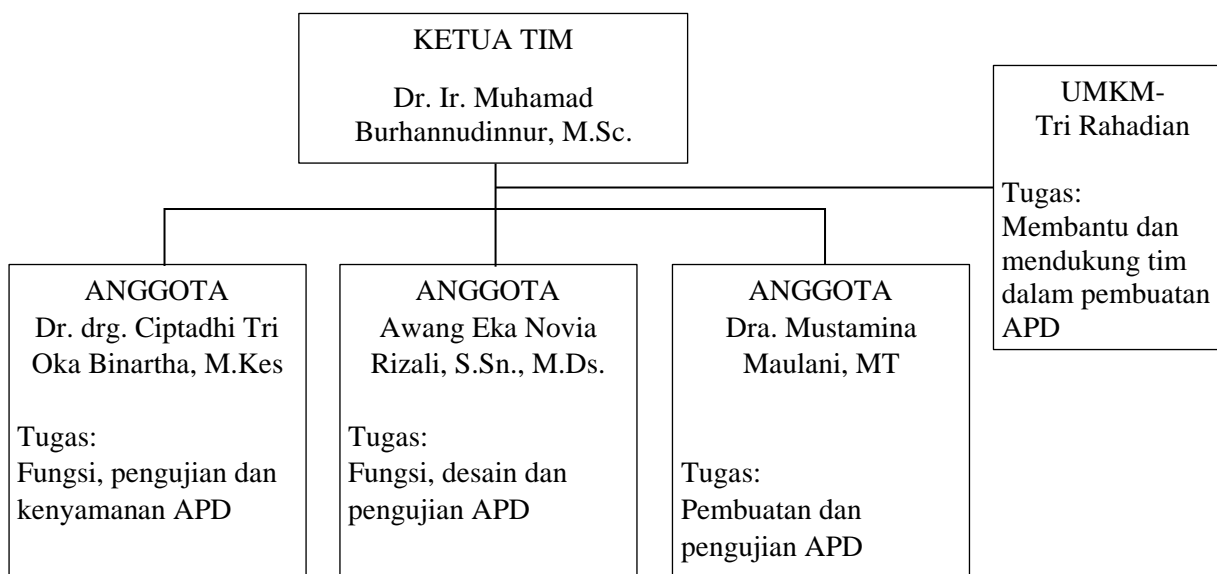 KETUA TIM
Dr. Ir. Muhamad
Burhannudinnur, M.Sc.
UMKM-
Tri Rahadian
Tugas:
Membantu dan
mendukung tim
dalam pembuatan
APD
ANGGOTA
Dr. drg. Ciptadhi Tri
Oka Binartha, M.Kes
Tugas:
Fungsi, pengujian dan
kenyamanan APD
ANGGOTA
Awang Eka Novia
Rizali, S.Sn., M.Ds.
Tugas:
Fungsi, desain dan
pengujian APD
ANGGOTA
Dra. Mustamina
Maulani, MT
Tugas:
Pembuatan dan
pengujian APD